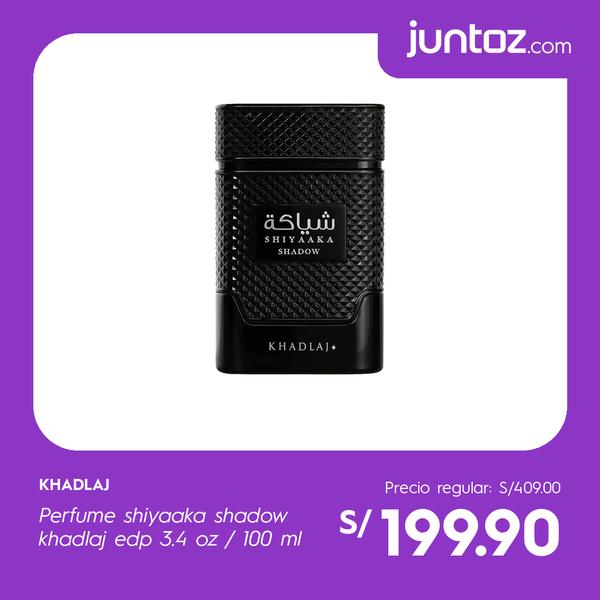 juntoz.com
شياكة
SHIYAAKA
SHADOW
KHADLAJ
KHADLAJ
Perfume shiyaaka shadow
khadlaj edp 3.4 oz / 100 ml
Precio regular: S/409.00
S/199.90